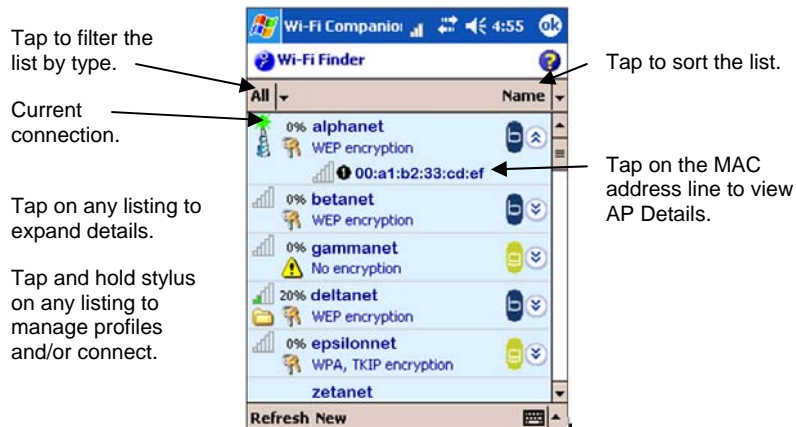 Tap to filter the
list by type.
Current
connection.
Tap on any listing to
expand details.
Tap and hold stylus
on any listing to
manage profiles
and/or connect.
Wi-Fi Companio 4:55 ok
Wi-Fi Finder ?
All Name
0% alphanet b
WEP encryption
1 00:a1:b2:33:cd:ef
0% betanet b
WEP encryption
0% gammanet g
! No encryption
20% deltanet b
WEP encryption
0% epsilonnet g
WPA, TKIP encryption
zetanet
Refresh New
Tap to sort the list.
Tap on the MAC
address line to view
AP Details.